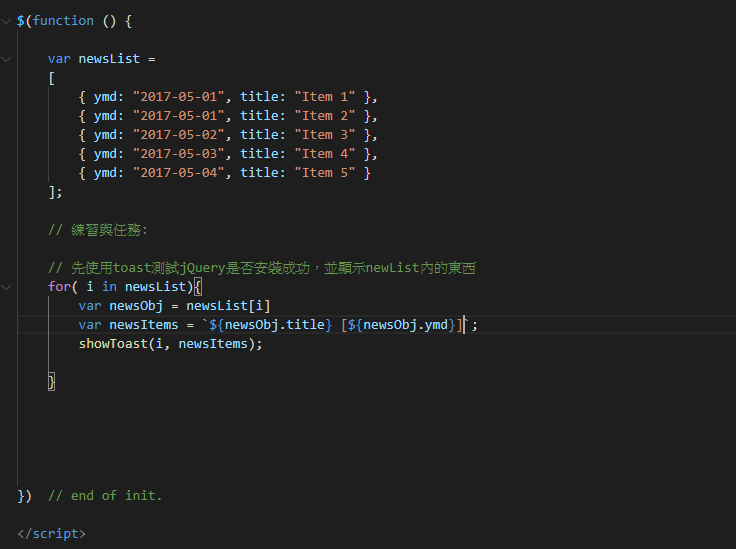 $(function () {
var newsList =
[
{ ymd: "2017-05-01", title: "Item 1" },
{ ymd: "2017-05-01", title: "Item 2" },
{ ymd: "2017-05-02", title: "Item 3" },
{ ymd: "2017-05-03", title: "Item 4" },
{ ymd: "2017-05-04", title: "Item 5" }
];
// 練習與任務:
// 先使用toast測試jQuery是否安裝成功，並顯示newList內的東西
for( i in newsList){
var newsObj = newsList[i]
var newsItems = `${newsObj.title} [${newsObj.ymd}]`;
showToast(i, newsItems);
}
})  // end of init.
</script>